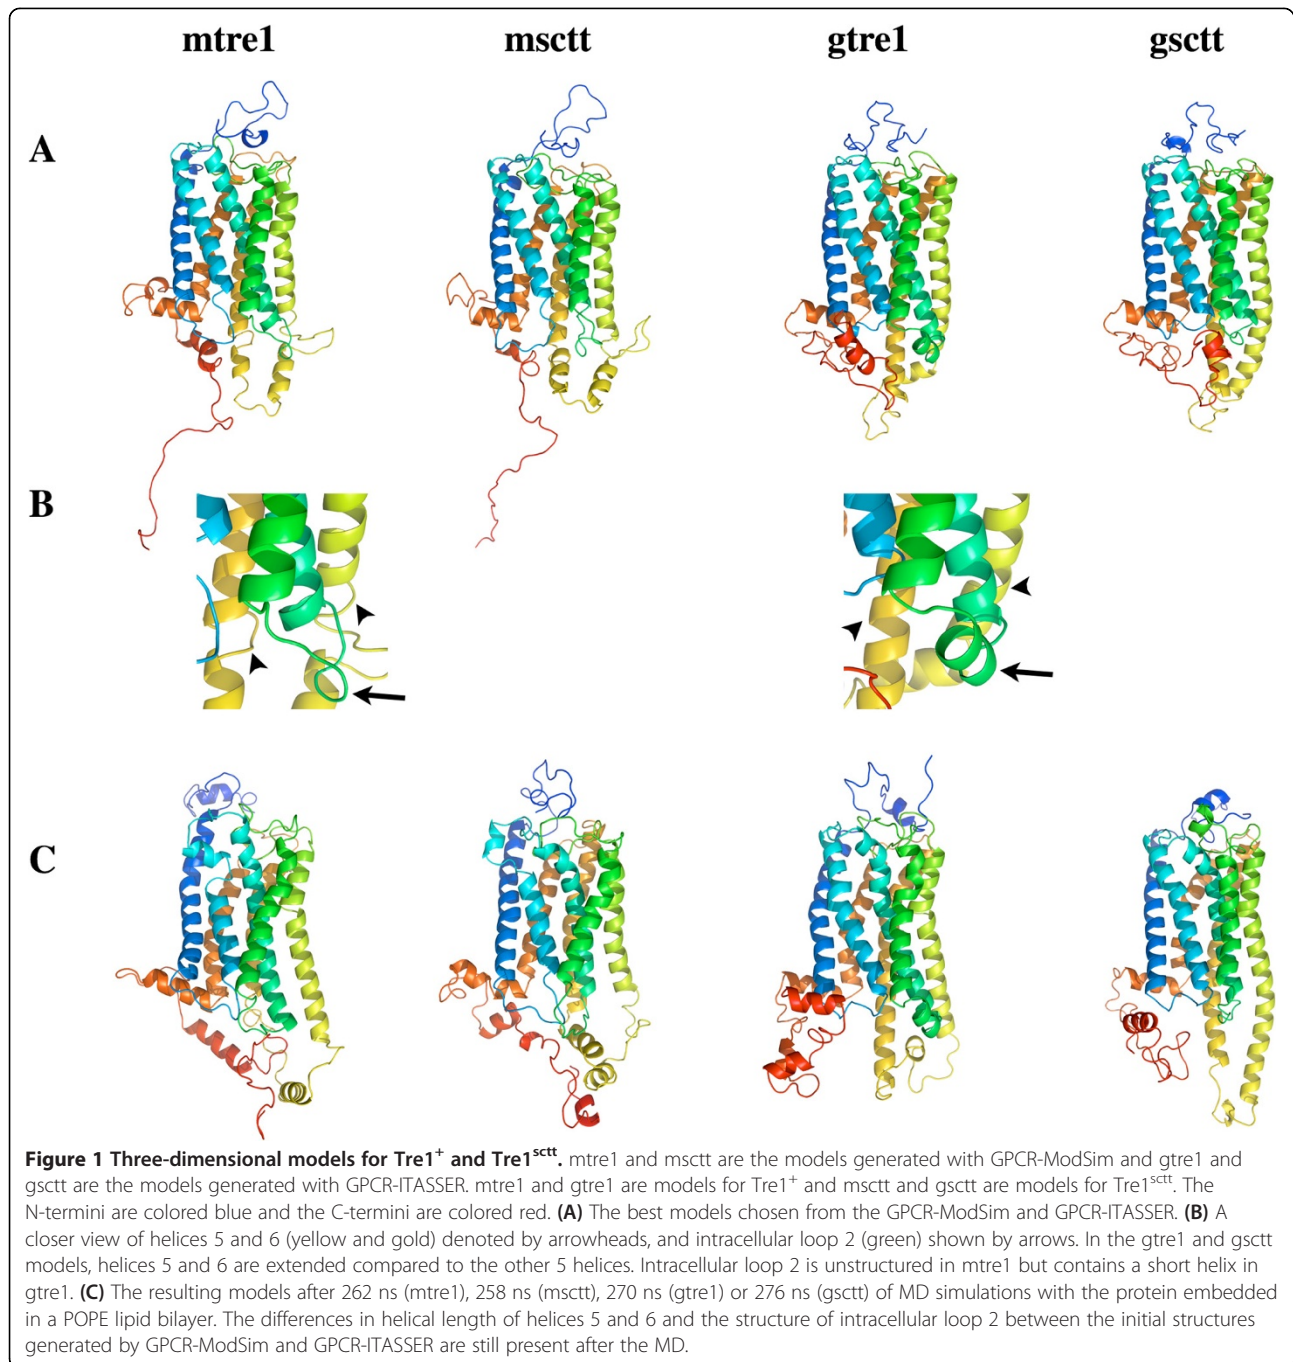 mtre1 msctt gtre1 gsctt
A
B
C
Figure 1 Three-dimensional models for Tre1+ and Tre1sctt. mtre1 and msctt are the models generated with GPCR-ModSim and gtre1 and
gsctt are the models generated with GPCR-ITASSER. mtre1 and gtre1 are models for Tre1+ and msctt and gsctt are models for Tre1sctt. The
N-termini are colored blue and the C-termini are colored red. (A) The best models chosen from the GPCR-ModSim and GPCR-ITASSER. (B) A
closer view of helices 5 and 6 (yellow and gold) denoted by arrowheads, and intracellular loop 2 (green) shown by arrows. In the gtre1 and gsctt
models, helices 5 and 6 are extended compared to the other 5 helices. Intracellular loop 2 is unstructured in mtre1 but contains a short helix in
gtre1. (C) The resulting models after 262 ns (mtre1), 258 ns (msctt), 270 ns (gtre1) or 276 ns (gsctt) of MD simulations with the protein embedded
in a POPE lipid bilayer. The differences in helical length of helices 5 and 6 and the structure of intracellular loop 2 between the initial structures
generated by GPCR-ModSim and GPCR-ITASSER are still present after the MD.